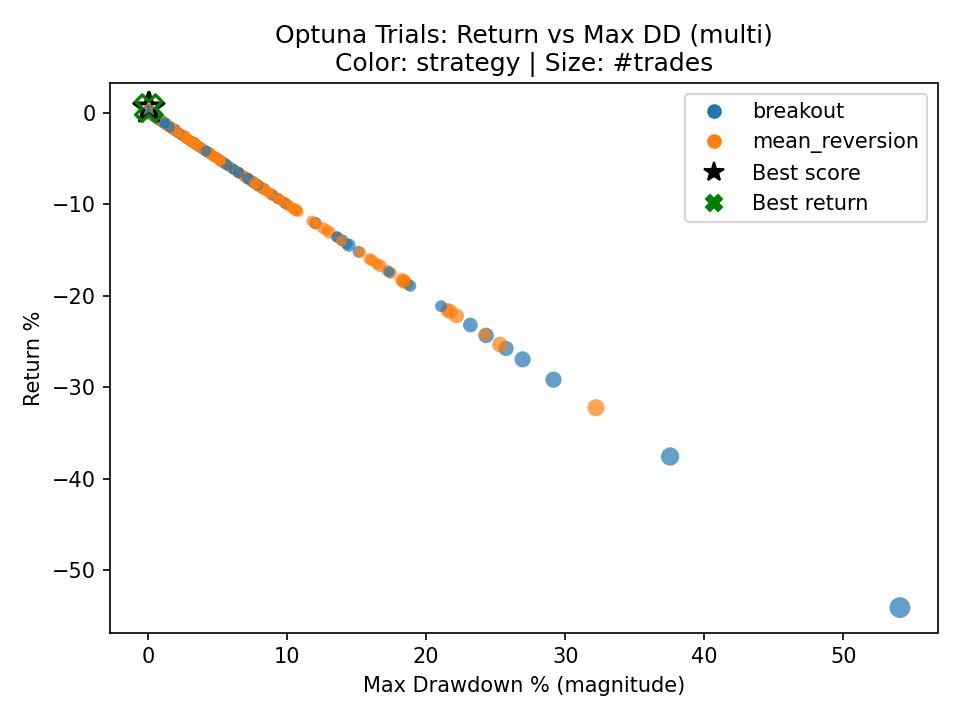 Optuna Trials: Return vs Max DD (multi)
Color: strategy | Size: #trades
breakout
mean_reversion
Best score
Best return
Return %
0
−10
−20
−30
−40
−50
0 10 20 30 40 50
Max Drawdown % (magnitude)